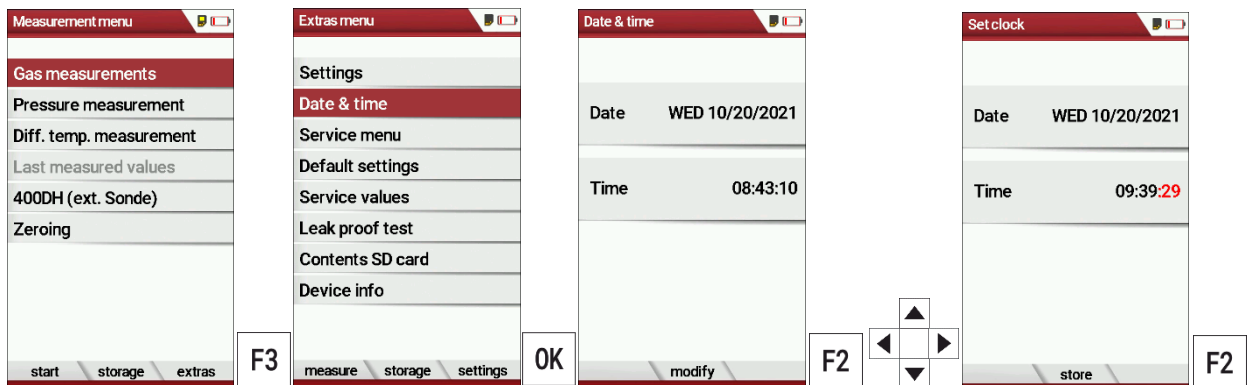 Measurement menu
Gas measurements
Pressure measurement
Diff. temp. measurement
Last measured values
400DH (ext. Sonde)
Zeroing
start storage extras
F3
Extras menu
Settings
Date & time
Service menu
Default settings
Service values
Leak proof test
Contents SD card
Device info
measure storage settings
OK
Date & time
Date WED 10/20/2021
Time 08:43:10
modify
F2
Set clock
Date WED 10/20/2021
Time 09:39:29
store
F2